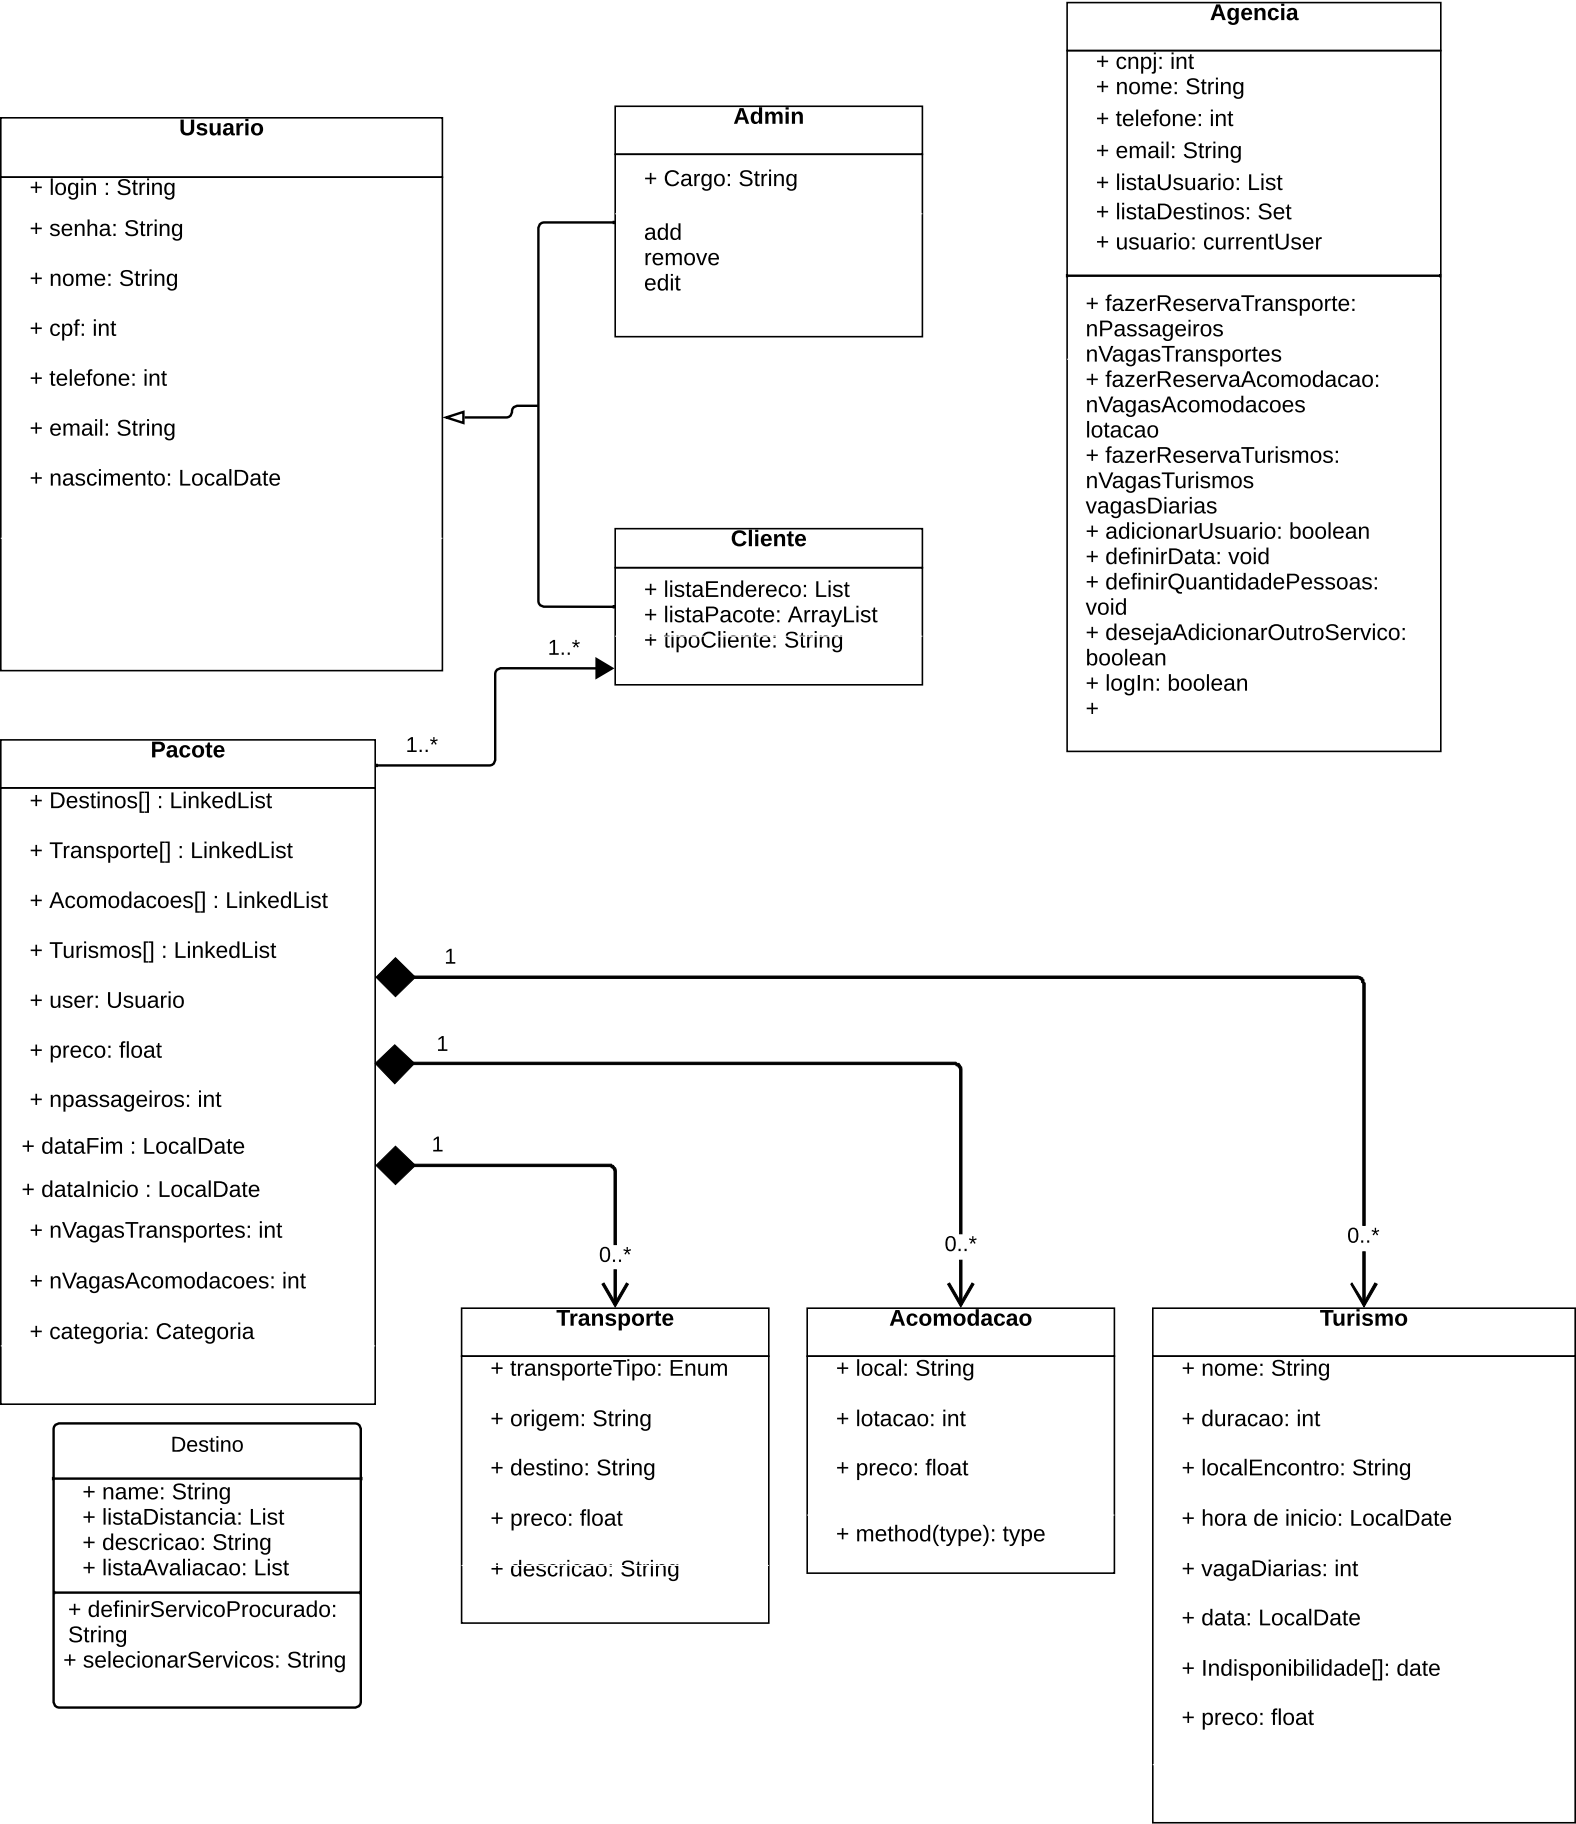 Agencia
+ cnpj: int
+ nome: String
+ telefone: int
+ email: String
+ listaUsuario: List
+ listaDestinos: Set
+ usuario: currentUser
+ fazerReservaTransporte:
nPassageiros
nVagasTransportes
+ fazerReservaAcomodacao:
nVagasAcomodacoes
lotacao
+ fazerReservaTurismos:
nVagasTurismos
vagasDiarias
+ adicionarUsuario: boolean
+ definirData: void
+ definirQuantidadePessoas:
void
+ desejaAdicionarOutroServico:
boolean
+ logIn: boolean
+
Usuario
+ login : String
+ senha: String
+ nome: String
+ cpf: int
+ telefone: int
+ email: String
+ nascimento: LocalDate
Admin
+ Cargo: String
add
remove
edit
Cliente
+ listaEndereco: List
+ listaPacote: ArrayList
+ tipoCliente: String
1..*
1..*
Pacote
+ Destinos[] : LinkedList
+ Transporte[] : LinkedList
+ Acomodacoes[] : LinkedList
+ Turismos[] : LinkedList
+ user: Usuario
+ preco: float
+ npassageiros: int
+ dataFim : LocalDate
+ dataInicio : LocalDate
+ nVagasTransportes: int
+ nVagasAcomodacoes: int
+ categoria: Categoria
1
1
1
0..*
0..*
0..*
Transporte
+ transporteTipo: Enum
+ origem: String
+ destino: String
+ preco: float
+ descricao: String
Acomodacao
+ local: String
+ lotacao: int
+ preco: float
+ method(type): type
Turismo
+ nome: String
+ duracao: int
+ localEncontro: String
+ hora de inicio: LocalDate
+ vagaDiarias: int
+ data: LocalDate
+ Indisponibilidade[]: date
+ preco: float
Destino
+ name: String
+ listaDistancia: List
+ descricao: String
+ listaAvaliacao: List
+ definirServicoProcurado:
String
+ selecionarServicos: String